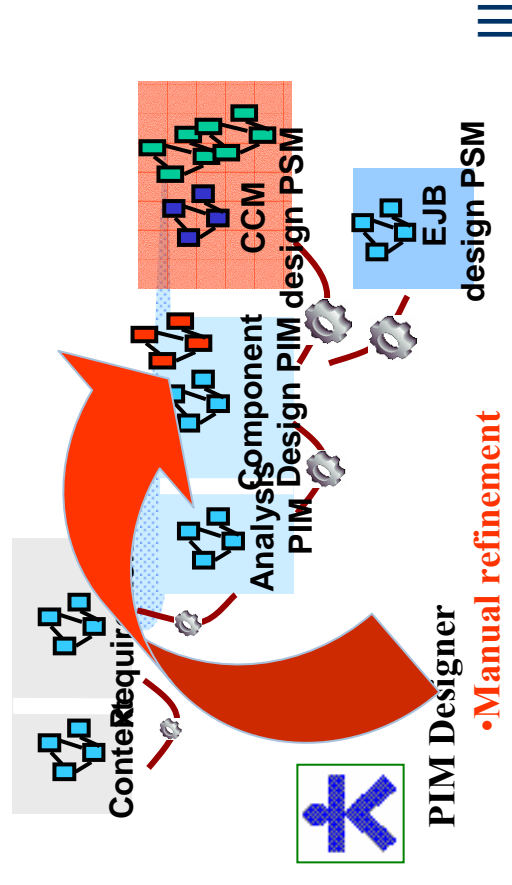 Context
Requir
Analysis
PIM
Component
Design PIM
CCM
design PSM
EJB
design PSM
PIM Designer
•Manual refinement